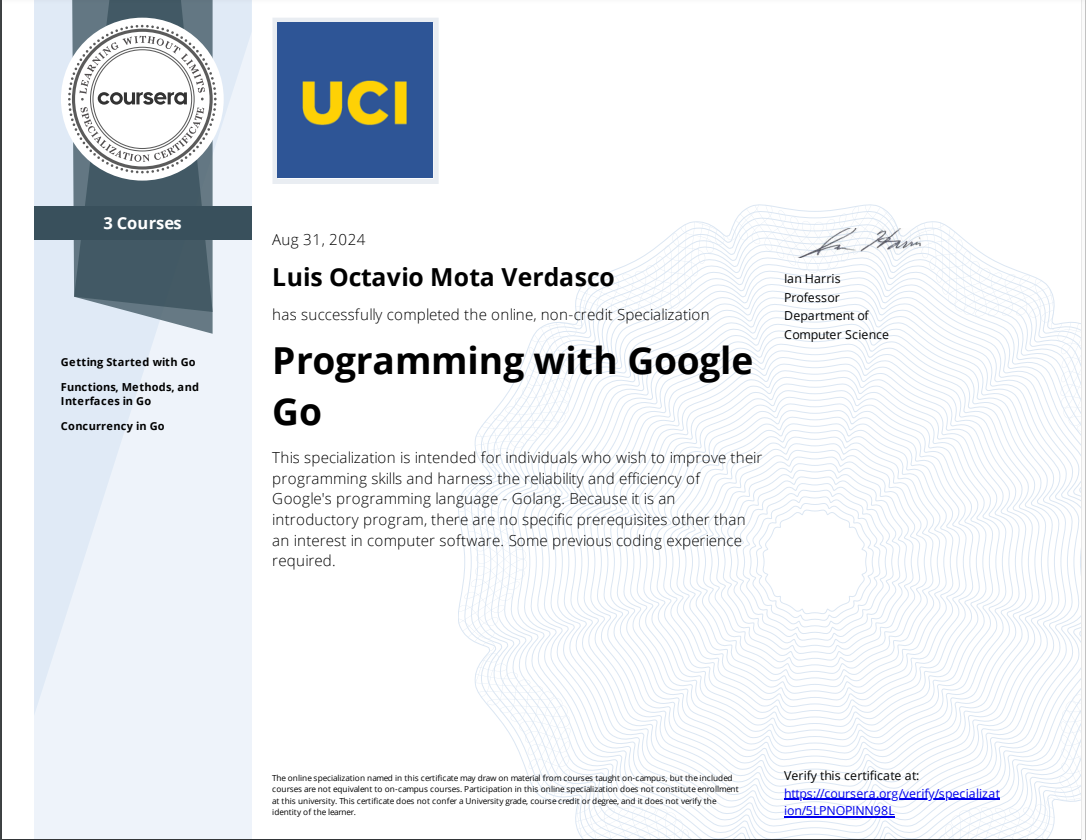 LEARNING WITHOUT LIMITS
coursera
SPECIALIZATION CERTIFICATE
UCI
3 Courses
Getting Started with Go
Functions, Methods, and
Interfaces in Go
Concurrency in Go
Aug 31, 2024
Luis Octavio Mota Verdasco
has successfully completed the online, non-credit Specialization
Programming with Google
Go
This specialization is intended for individuals who wish to improve their
programming skills and harness the reliability and efficiency of
Google's programming language - Golang. Because it is an
introductory program, there are no specific prerequisites other than
an interest in computer software. Some previous coding experience
required.
Ian Harris
Ian Harris
Professor
Department of
Computer Science
The online specialization named in this certificate may draw on material from courses taught on-campus, but the included
courses are not equivalent to on-campus courses. Participation in this online specialization does not constitute enrollment
at this university. This certificate does not confer a University grade, course credit or degree, and it does not verify the
identity of the learner.
Verify this certificate at:
https://coursera.org/verify/specializat
ion/5LPNOPINN98L